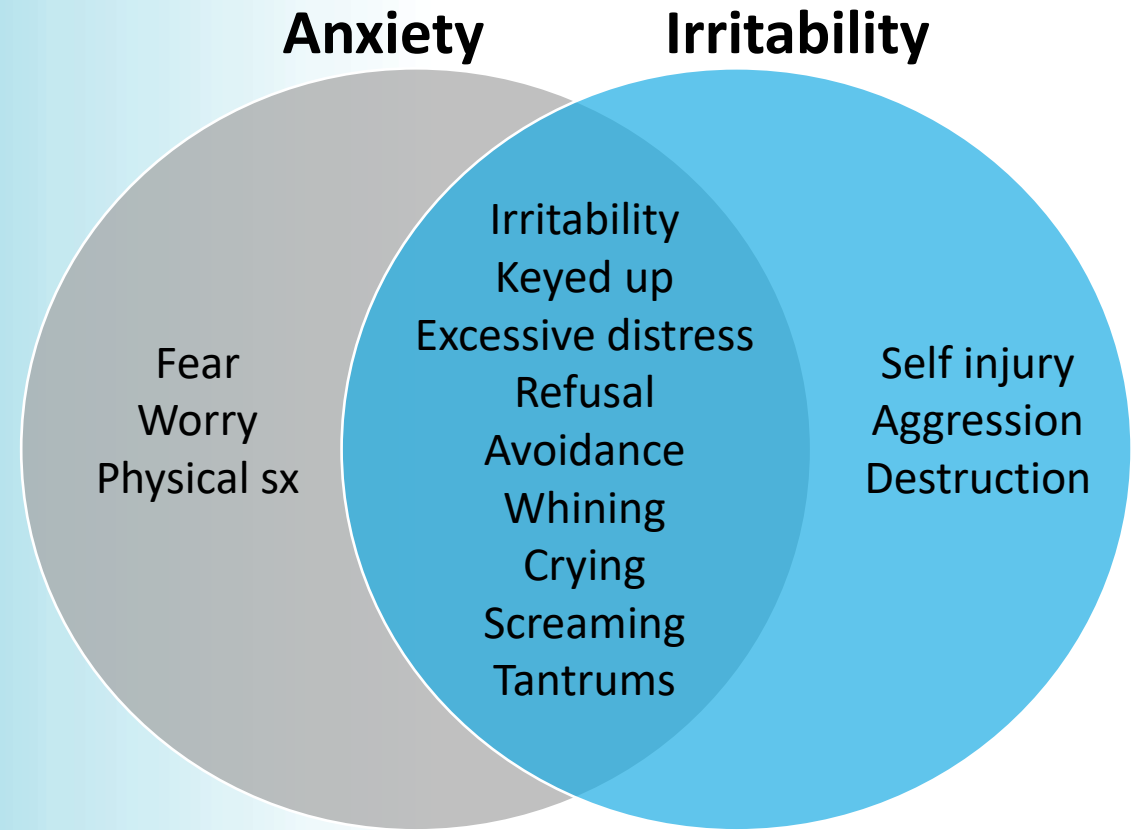 Anxiety
Irritability
Fear
Worry
Physical sx
Irritability
Keyed up
Excessive distress
Refusal
Avoidance
Whining
Crying
Screaming
Tantrums
Self injury
Aggression
Destruction